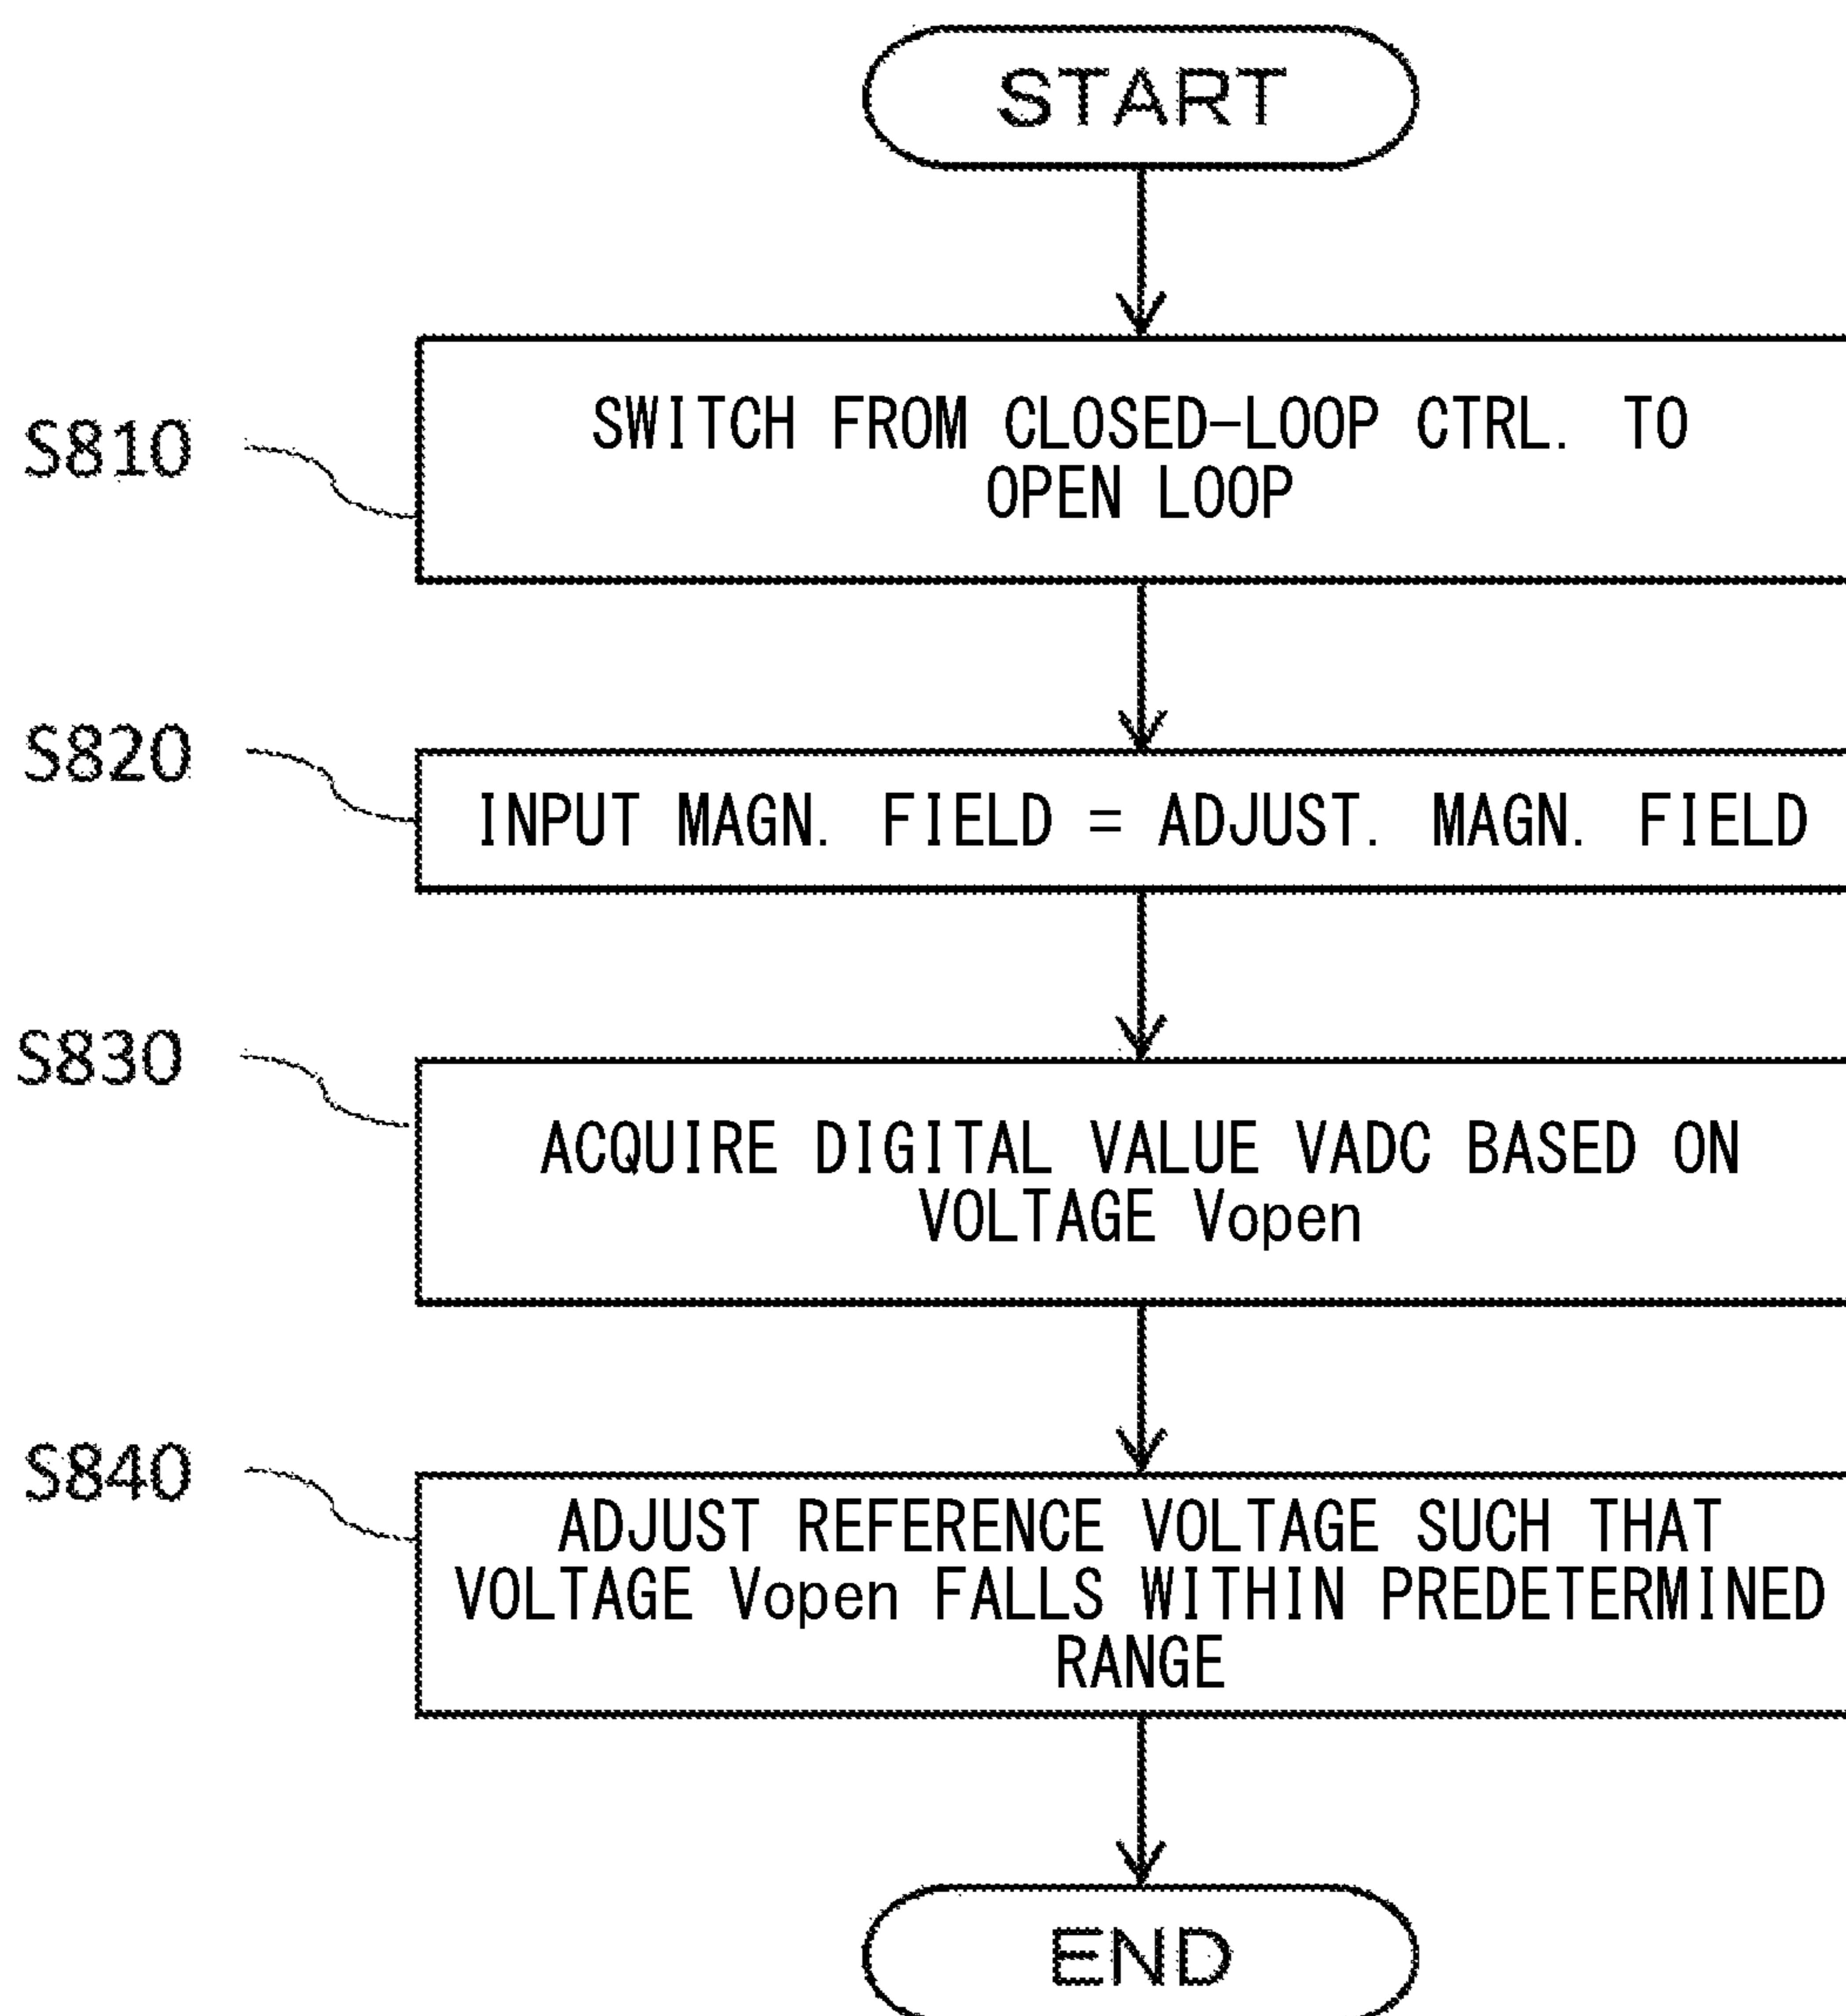 START
S810
SWITCH FROM CLOSED-LOOP CTRL. TO
OPEN LOOP
S820
INPUT MAGN. FIELD = ADJUST. MAGN. FIELD
S830
ACQUIRE DIGITAL VALUE VADC BASED ON
VOLTAGE Vopen
S840
ADJUST REFERENCE VOLTAGE SUCH THAT
VOLTAGE Vopen FALLS WITHIN PREDETERMINED
RANGE
END